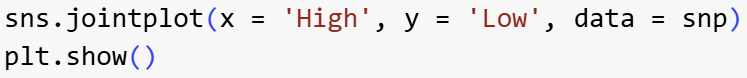 sns.jointplot(x = 'High', y = 'Low', data = snp)
plt.show()